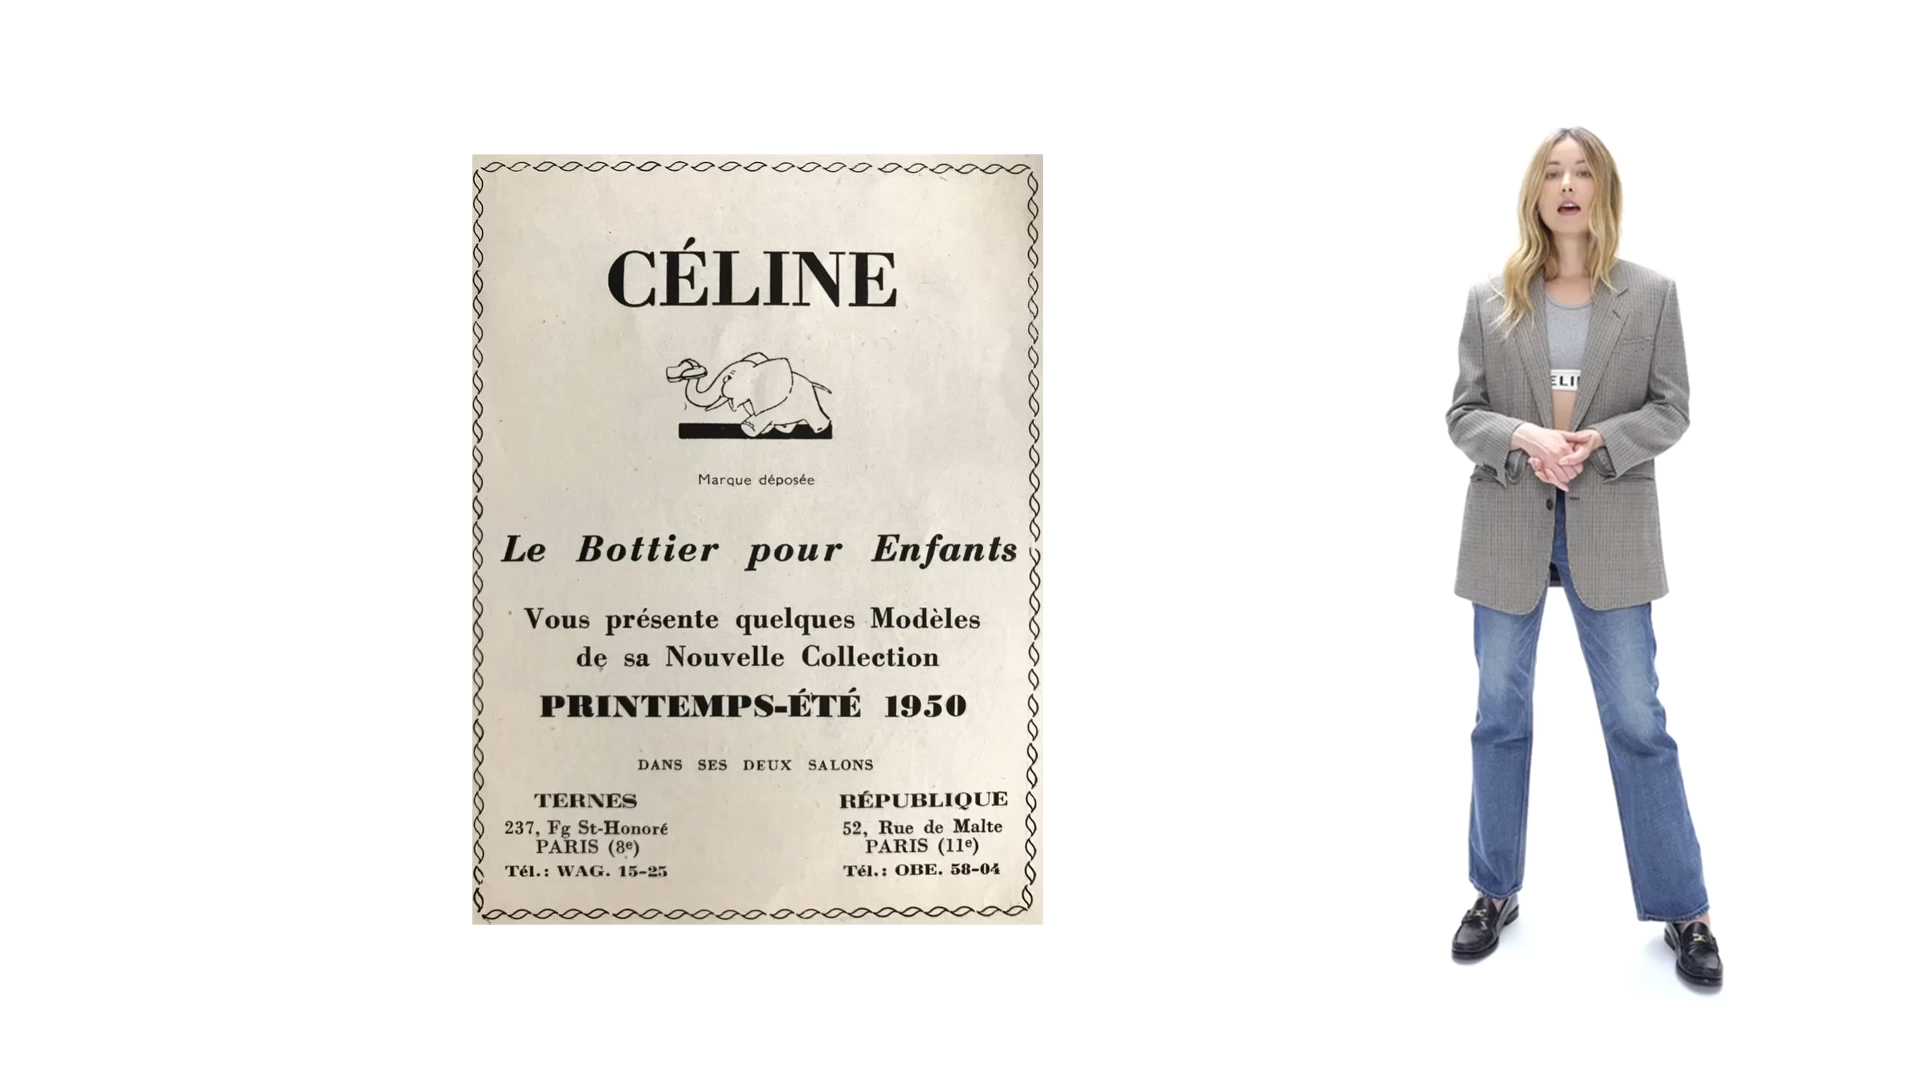 CÉLINE
Marque déposée
Le Bottier pour Enfants
Vous présente quelques Modèles
de sa Nouvelle Collection
PRINTEMPS-ÉTÉ 1950
DANS SES DEUX SALONS
TERNES
237, Fg St-Honoré
PARIS (8e)
Tél.: WAG. 15-25
RÉPUBLIQUE
52, Rue de Malte
PARIS (11e)
Tél.: OBE. 58-04
ELI